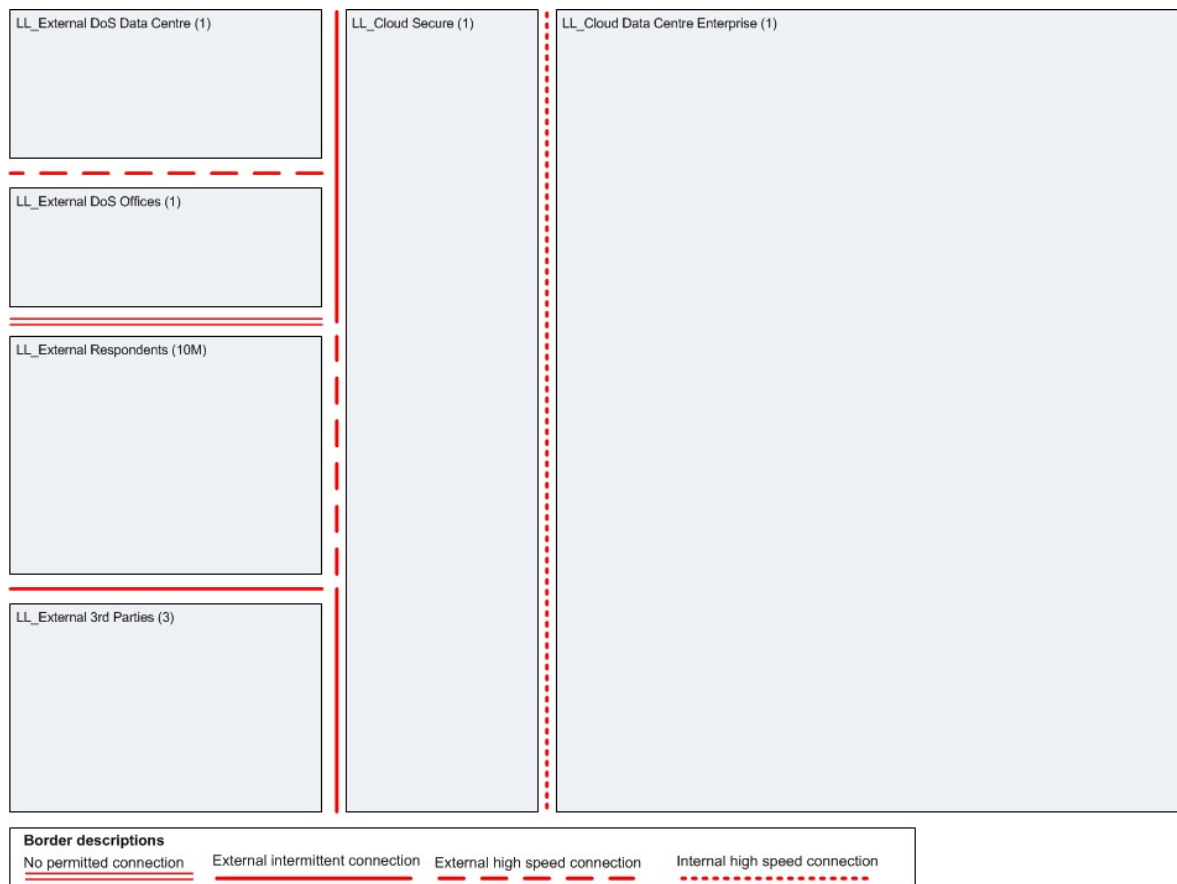 LL_External DoS Data Centre (1)
LL_Cloud Secure (1)
LL_Cloud Data Centre Enterprise (1)
LL_External DoS Offices (1)
LL_External Respondents (10M)
LL_External 3rd Parties (3)
Border descriptions
No permitted connection
External intermittent connection
External high speed connection
Internal high speed connection